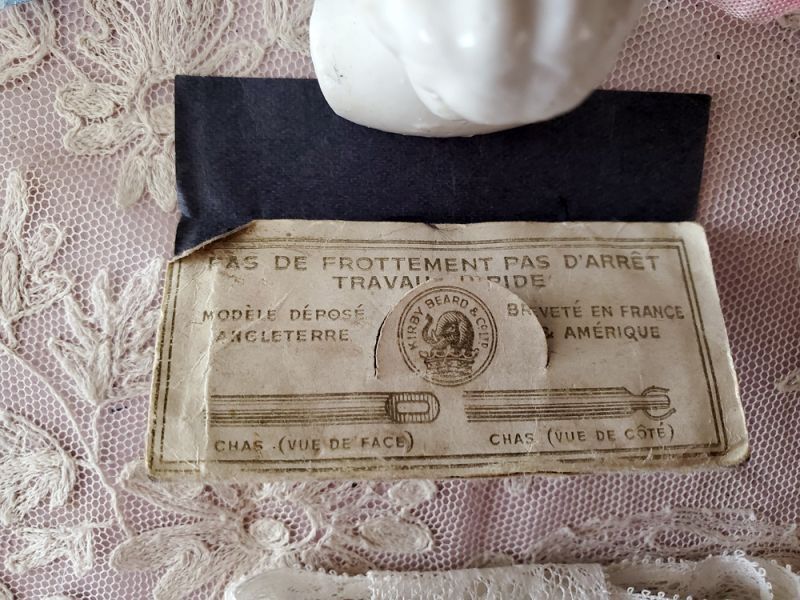 PAS DE FROTTEMENT PAS D'ARRÊT
TRAVAIL RAPIDE
MODÈLE DÉPOSÉ
ANGLETERRE
KIRBY BEARD & CO LTD
BREVETÉ EN FRANCE
& AMÉRIQUE
CHAS (VUE DE FACE)
CHAS (VUE DE CÔTÉ)